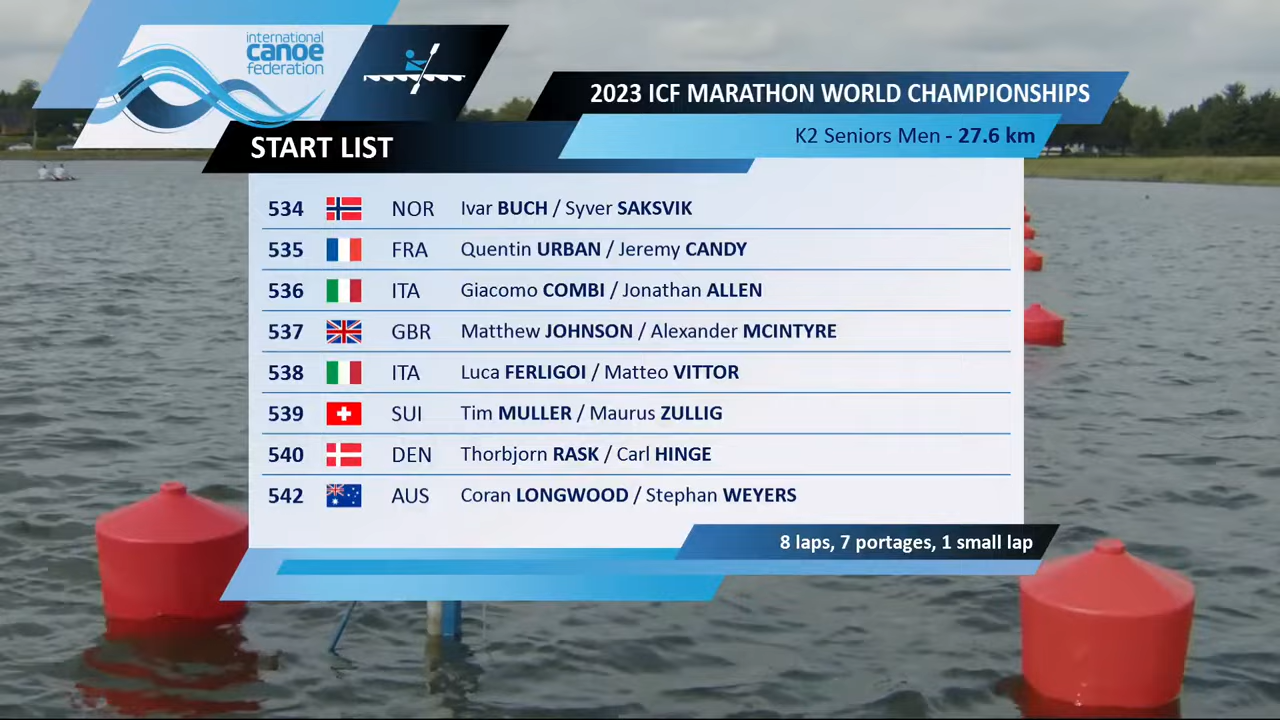 international
canoe
federation
2023 ICF MARATHON WORLD CHAMPIONSHIPS
START LIST
K2 Seniors Men - 27.6 km
534 NOR Ivar BUCH / Syver SAKSVIK
535 FRA Quentin URBAN / Jeremy CANDY
536 ITA Giacomo COMBI / Jonathan ALLEN
537 GBR Matthew JOHNSON / Alexander MCINTYRE
538 ITA Luca FERLIGOI / Matteo VITTOR
539 SUI Tim MULLER / Maurus ZULLIG
540 DEN Thorbjorn RASK / Carl HINGE
542 AUS Coran LONGWOOD / Stephan WEYERS
8 laps, 7 portages, 1 small lap